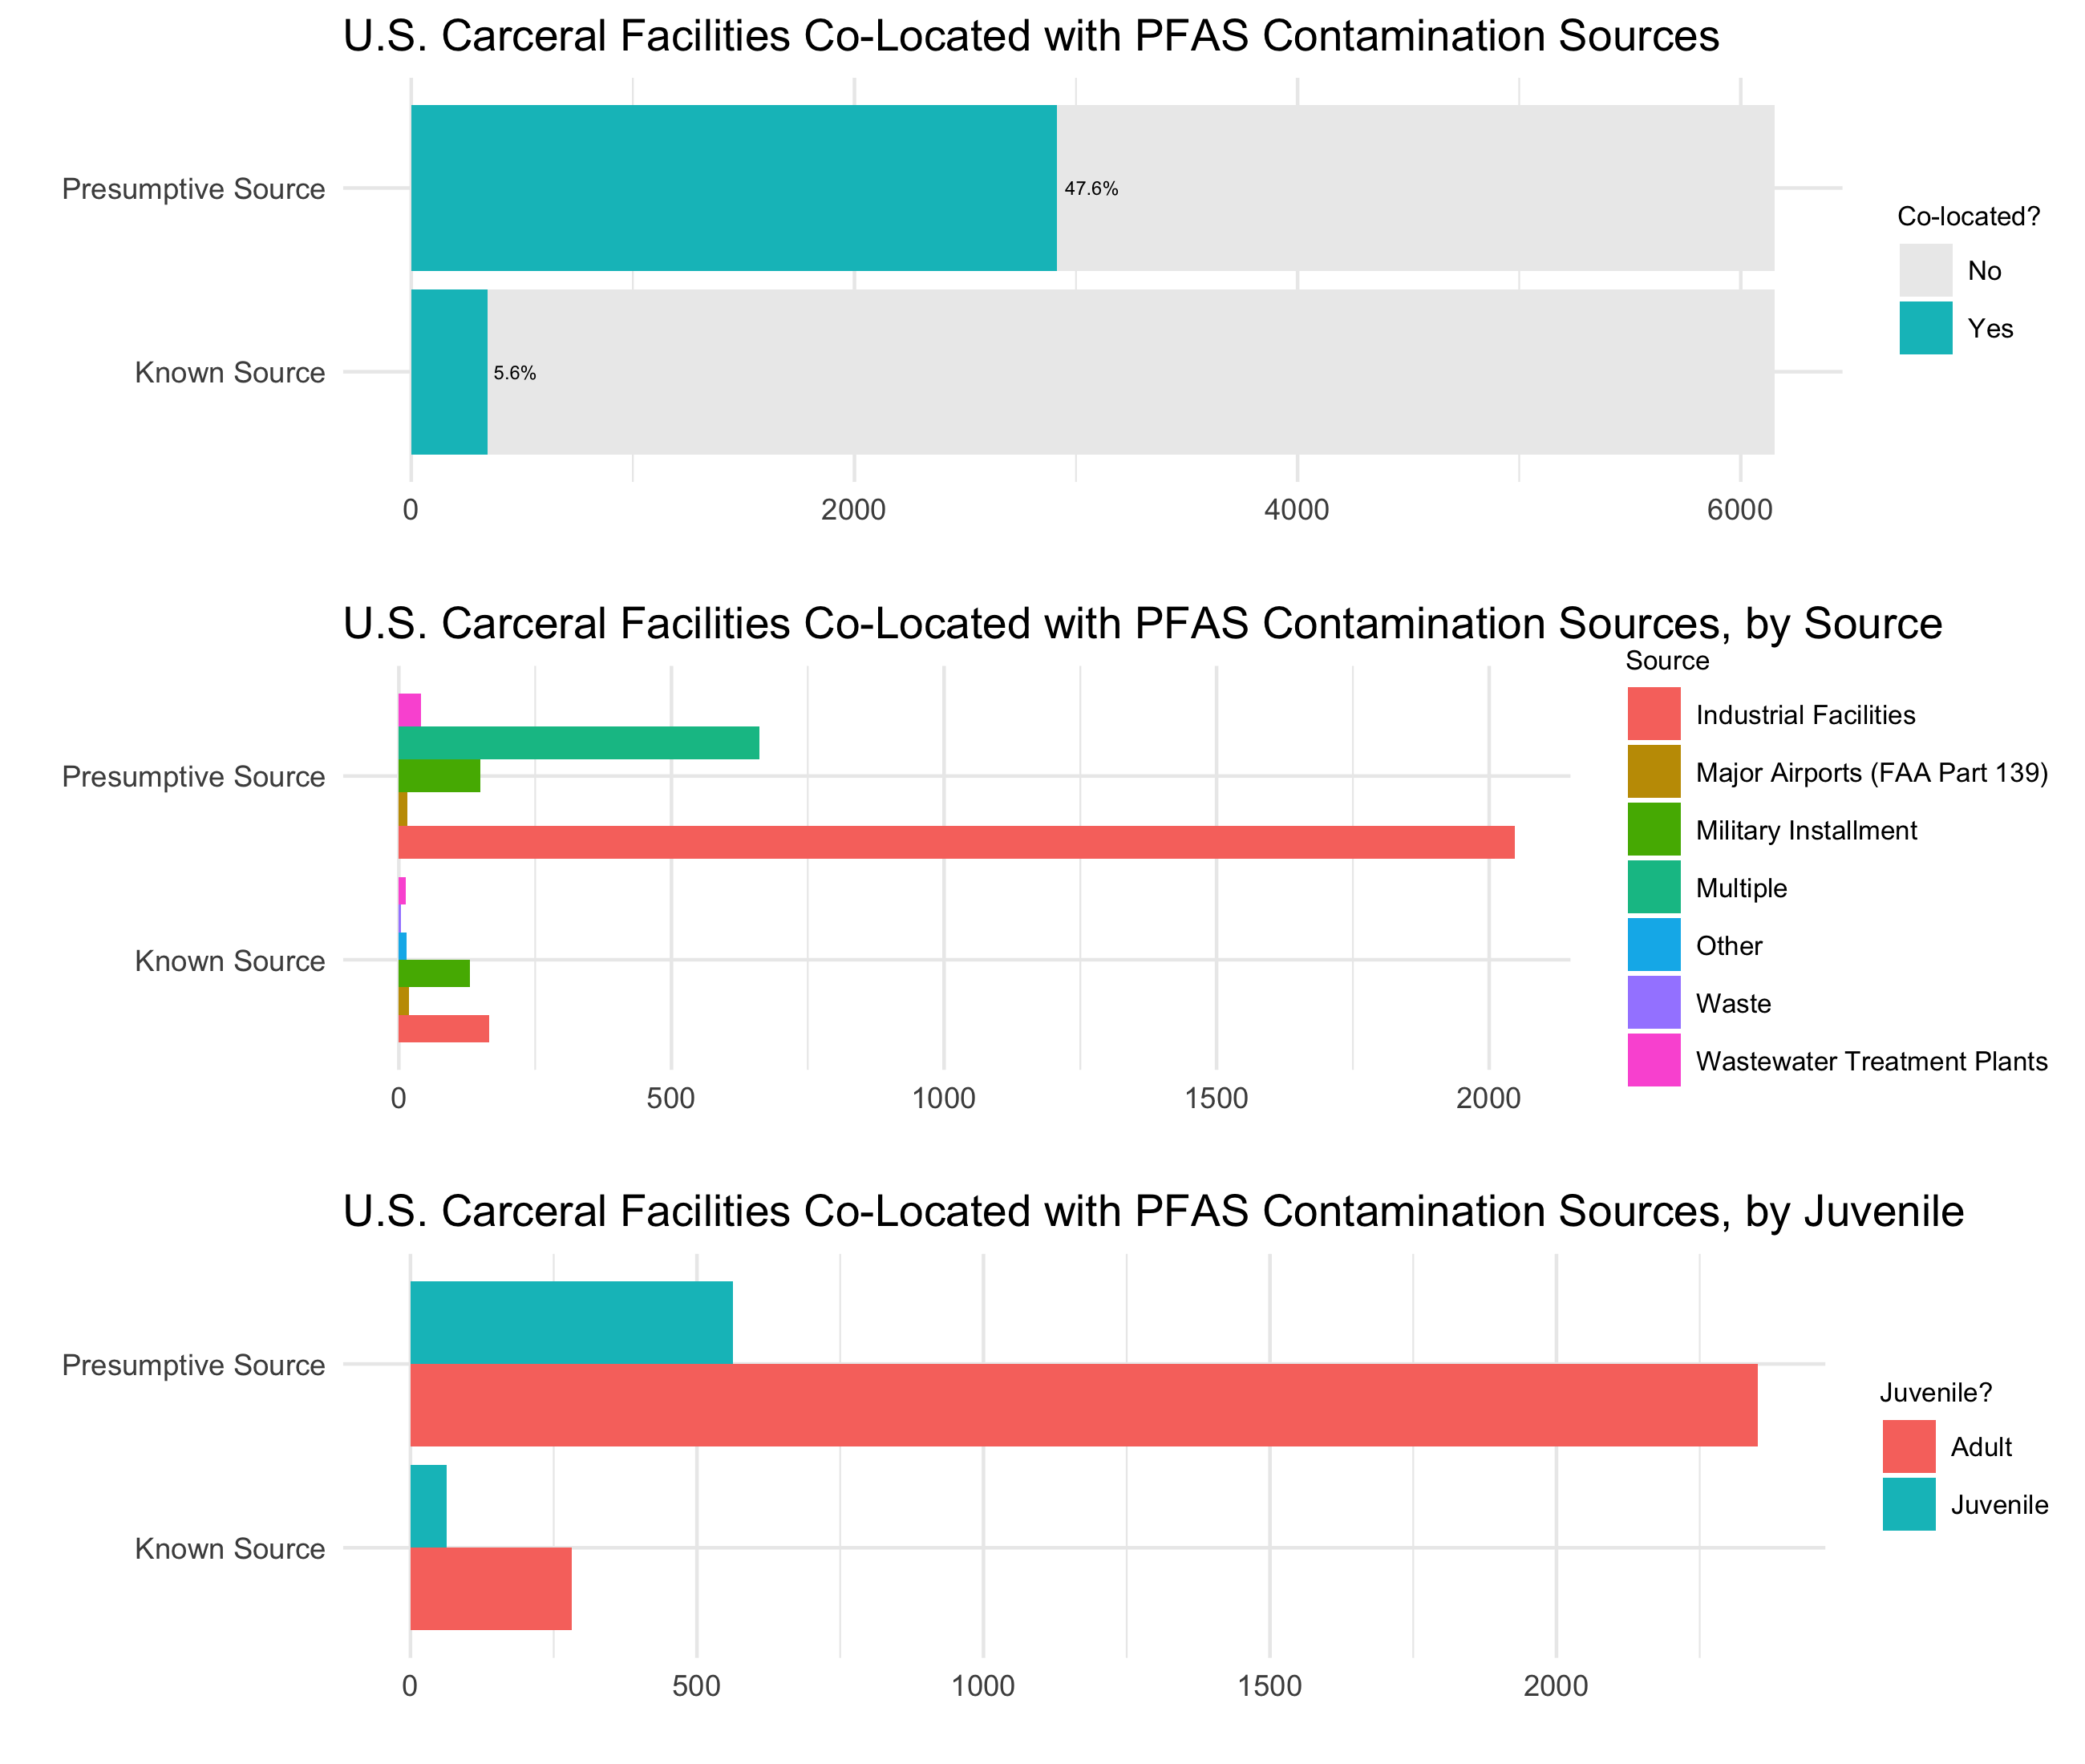 U.S. Carceral Facilities Co-Located with PFAS Contamination Sources
Presumptive Source
47.6%
Known Source
5.6%
0 2000 4000 6000
Co-located?
No
Yes
U.S. Carceral Facilities Co-Located with PFAS Contamination Sources, by Source
Presumptive Source
Known Source
0 500 1000 1500 2000
Source
Industrial Facilities
Major Airports (FAA Part 139)
Military Installment
Multiple
Other
Waste
Wastewater Treatment Plants
U.S. Carceral Facilities Co-Located with PFAS Contamination Sources, by Juvenile
Presumptive Source
Known Source
0 500 1000 1500 2000
Juvenile?
Adult
Juvenile